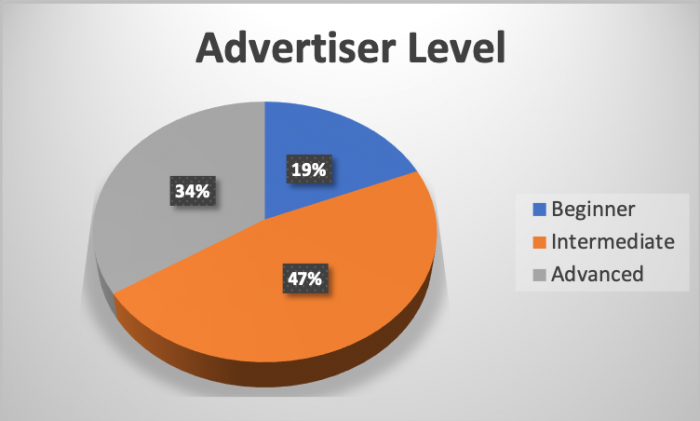 Advertiser Level
19%
34%
47%
Beginner
Intermediate
Advanced